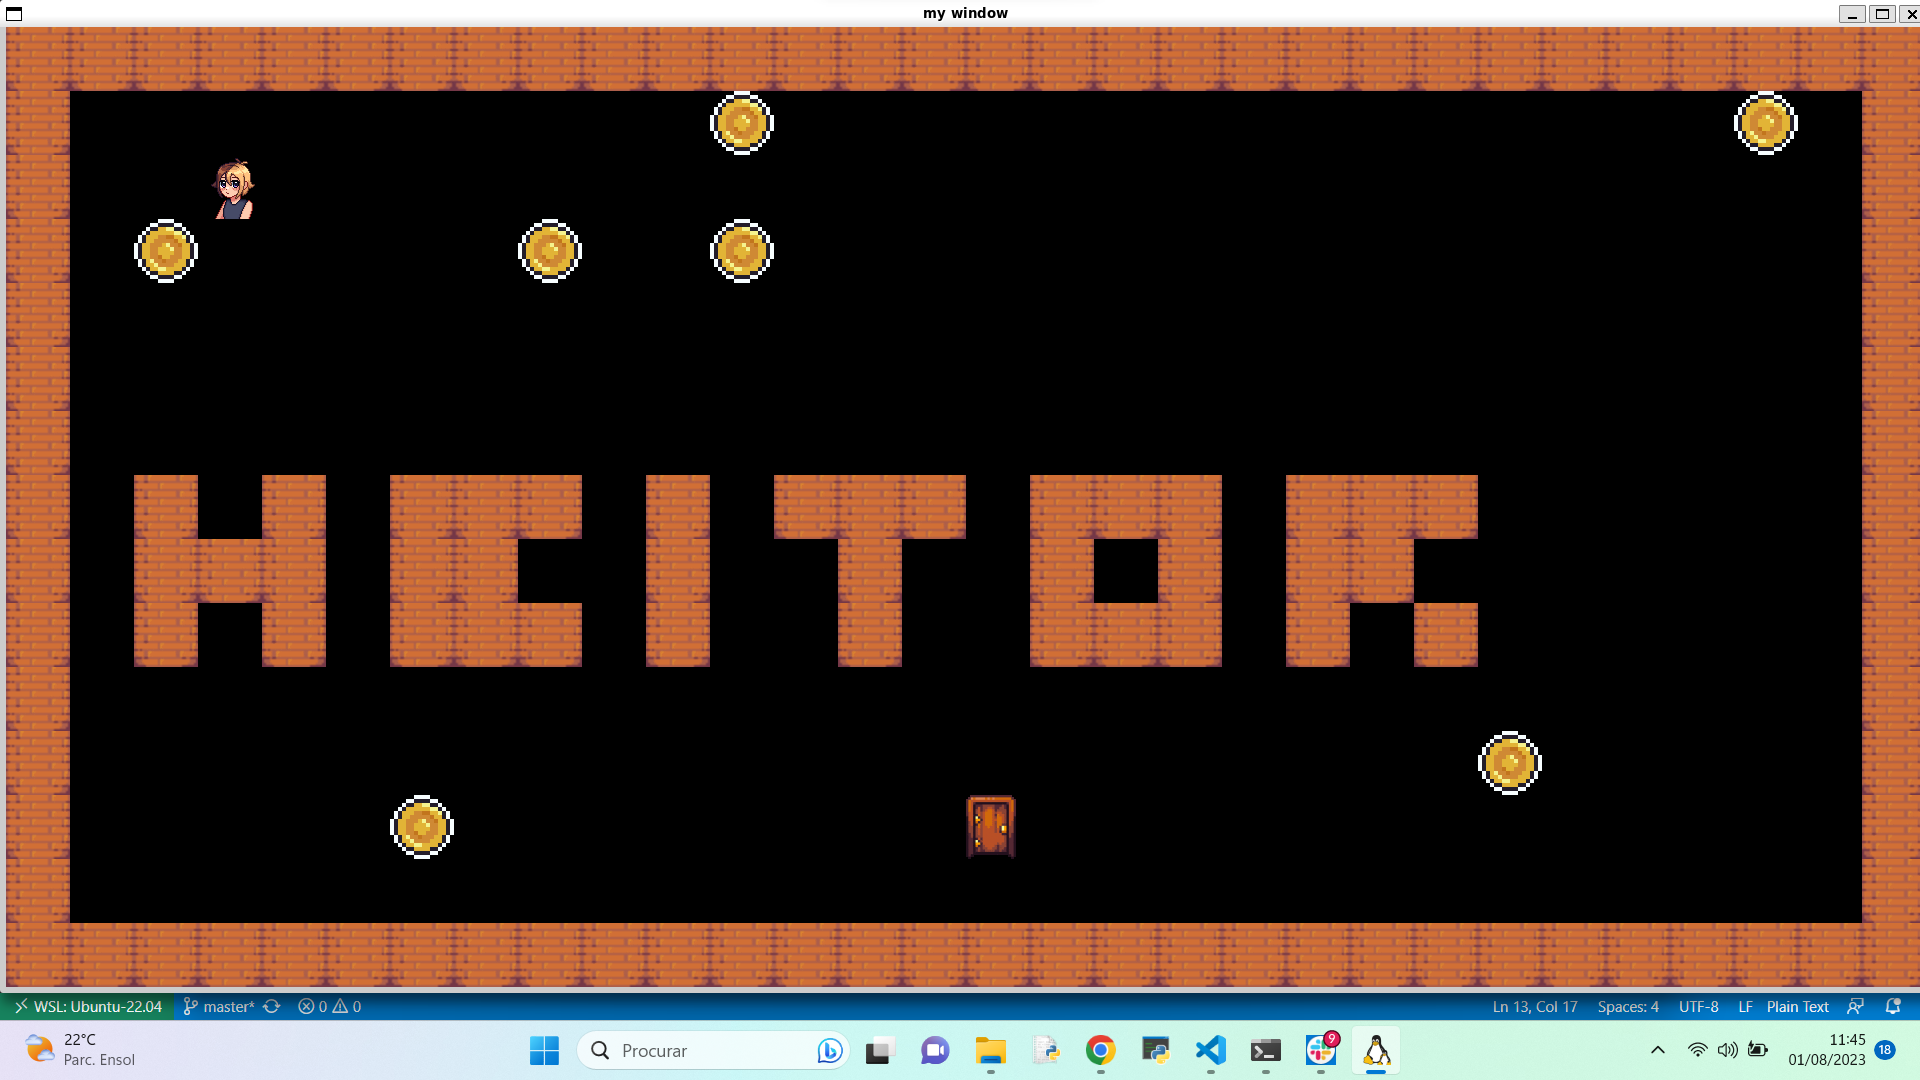 my window
HEITOR
WSL: Ubuntu-22.04 master* 0 0 Ln 13, Col 17 Spaces: 4 UTF-8 LF Plain Text
22°C
Parc. Ensol
Procurar
9
11:45
01/08/2023
18